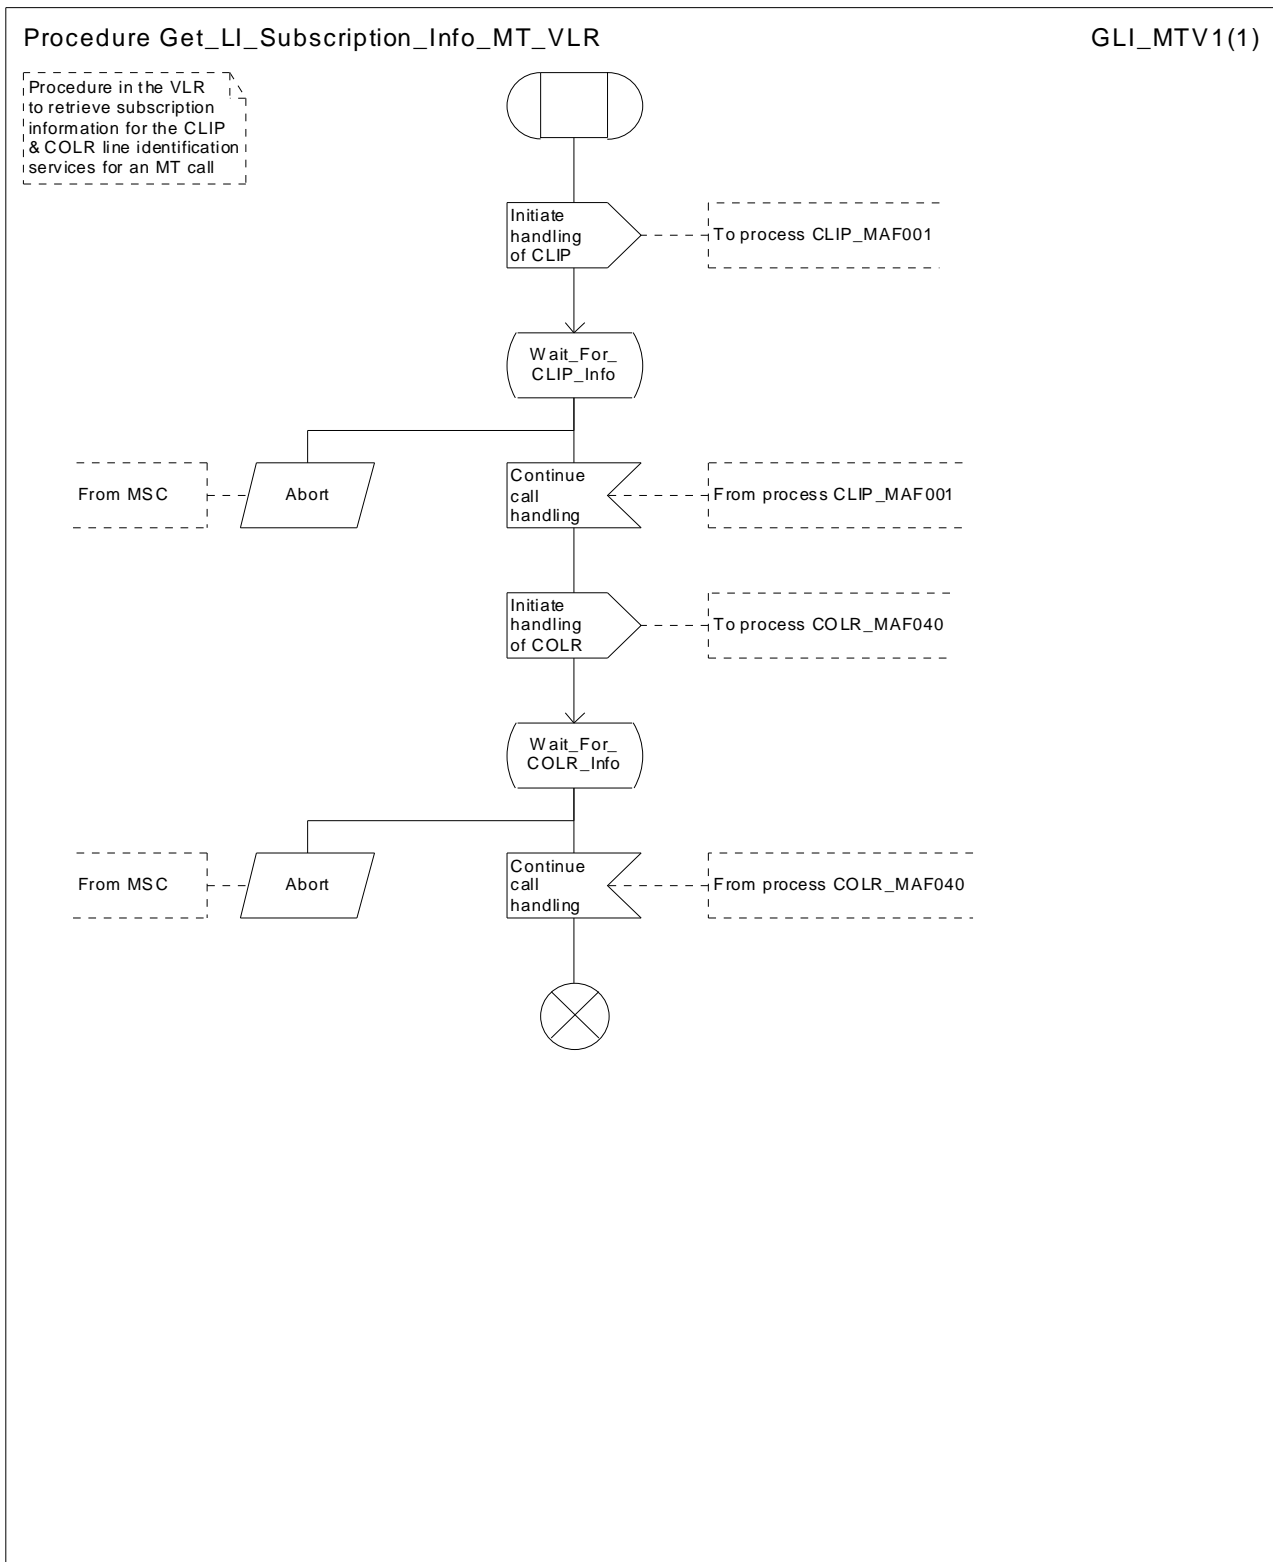 Procedure Get_LI_Subscription_Info_MT_VLR
GLI_MTV1(1)
Procedure in the VLR
to retrieve subscription
information for the CLIP
& COLR line identification
services for an MT call
Initiate
handling
of CLIP
To process CLIP_MAF001
Wait_For_
CLIP_Info
From MSC
Abort
Continue
call
handling
From process CLIP_MAF001
Initiate
handling
of COLR
To process COLR_MAF040
Wait_For_
COLR_Info
From MSC
Abort
Continue
call
handling
From process COLR_MAF040